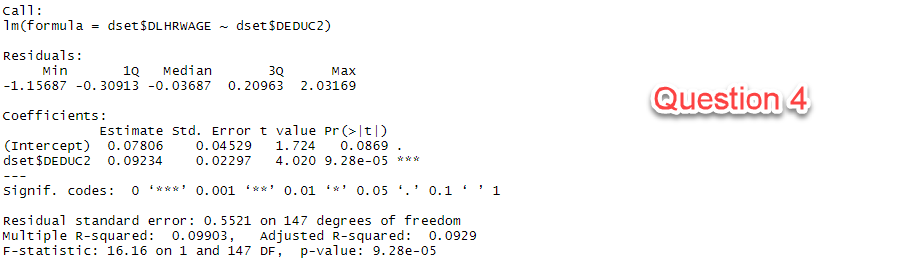 Call:
lm(formula = dset$DLHRWAGE ~ dset$DEDUC2)
Residuals:
Min 1Q Median 3Q Max
-1.15687 -0.30913 -0.03687 0.20963 2.03169
Question 4
Coefficients:
Estimate Std. Error t value Pr(>|t|)
(Intercept) 0.07806 0.04529 1.724 0.0869 .
dset$DEDUC2 0.09234 0.02297 4.020 9.28e-05 ***
---
Signif. codes: 0 ‘***’ 0.001 ‘**’ 0.01 ‘*’ 0.05 ‘.’ 0.1 ‘ ’ 1
Residual standard error: 0.5521 on 147 degrees of freedom
Multiple R-squared: 0.09903, Adjusted R-squared: 0.0929
F-statistic: 16.16 on 1 and 147 DF, p-value: 9.28e-05